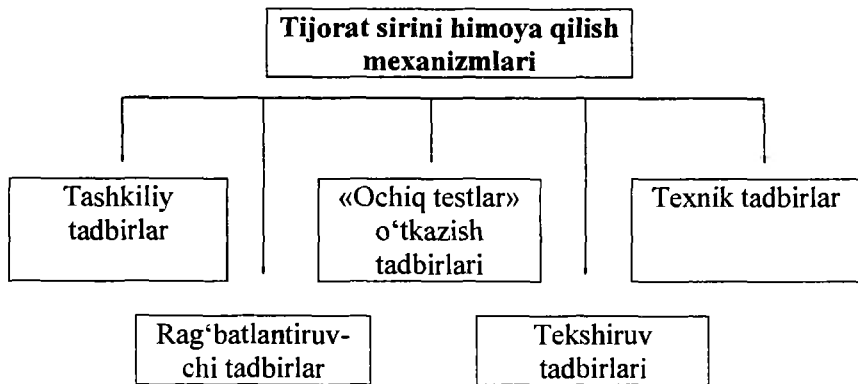 Tijorat sirini himoya qilish
mexanizmlari
Tashkiliy
tadbirlar
«Ochiq testlar»
o‘tkazish
tadbirlari
Texnik tadbirlar
Rag‘batlantiruv-
chi tadbirlar
Tekshiruv
tadbirlari